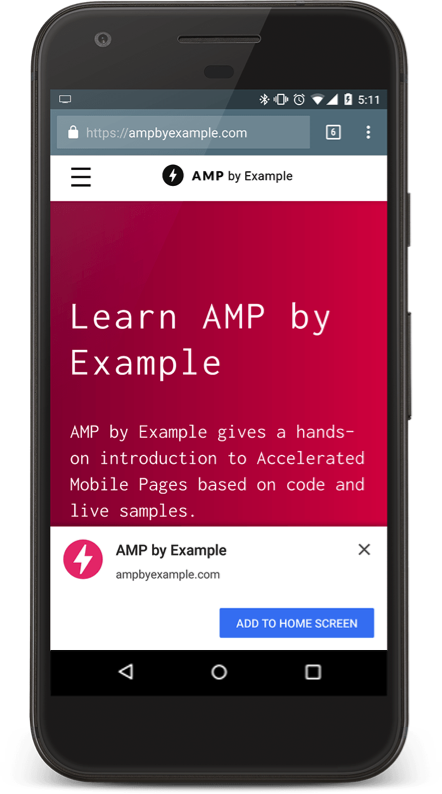 5:11
https://ampbyexample.com
6
AMP by Example
Learn AMP by
Example
AMP by Example gives a hands-
on introduction to Accelerated
Mobile Pages based on code and
live samples.
AMP by Example
ampbyexample.com
ADD TO HOME SCREEN